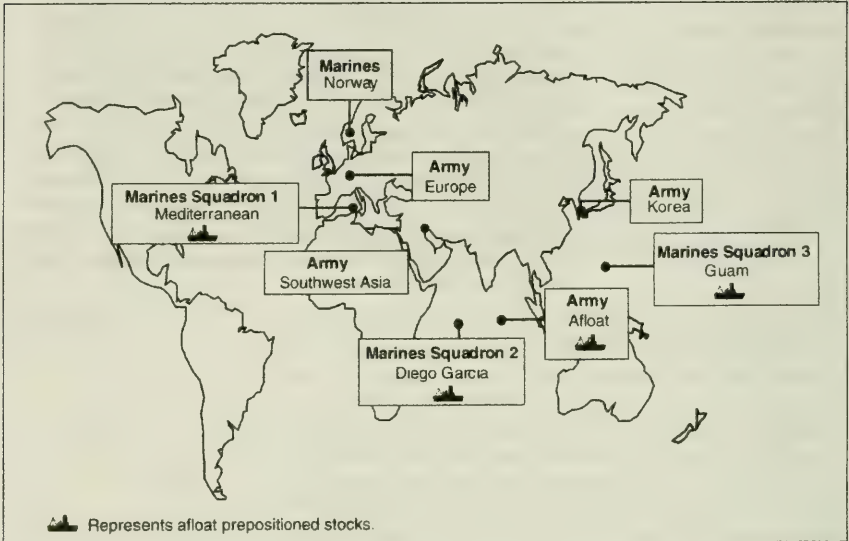 Marines
Norway
Army
Europe
Marines Squadron 1
Mediterranean
Army
Korea
Marines Squadron 3
Guam
Army
Southwest Asia
Army
Afloat
Marines Squadron 2
Diego Garcia
Represents afloat prepositioned stocks.